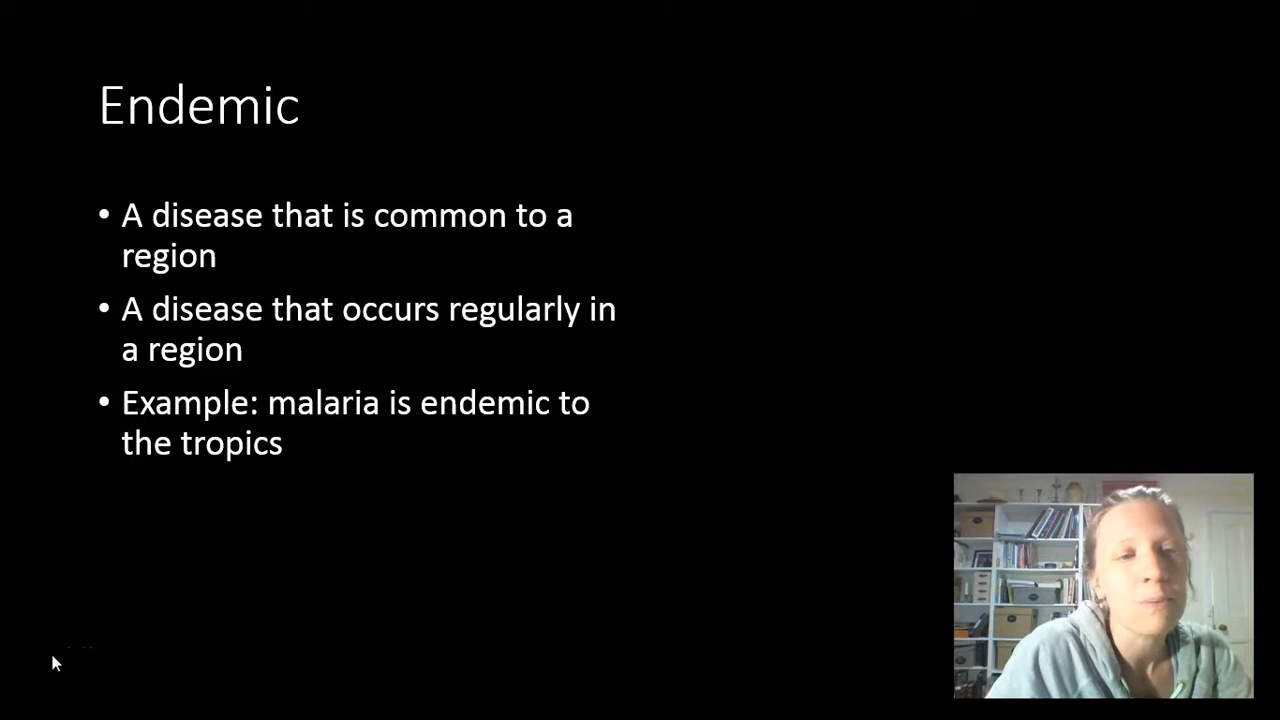 Endemic
• A disease that is common to a
region
• A disease that occurs regularly in
a region
• Example: malaria is endemic to
the tropics